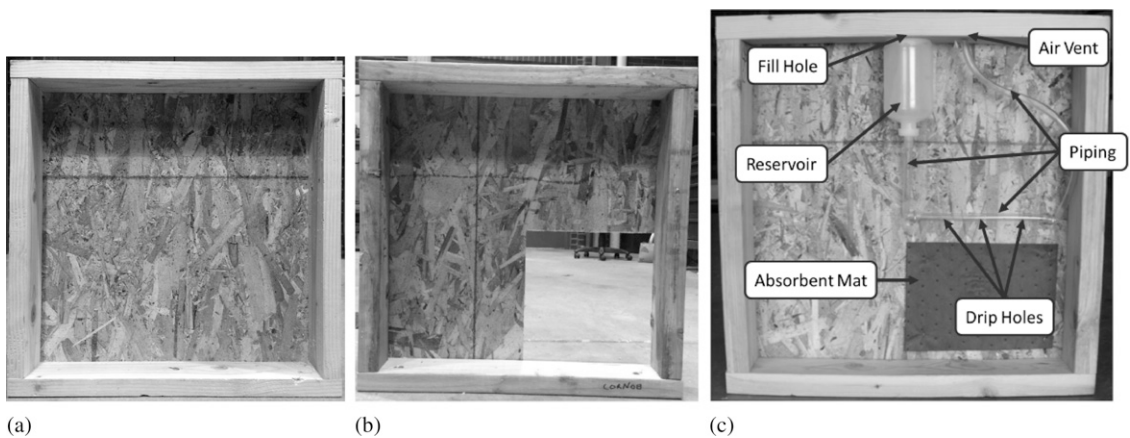 Fill Hole
Air Vent
Reservoir
Piping
Absorbent Mat
Drip Holes
CORNOB
(a)
(b)
(c)